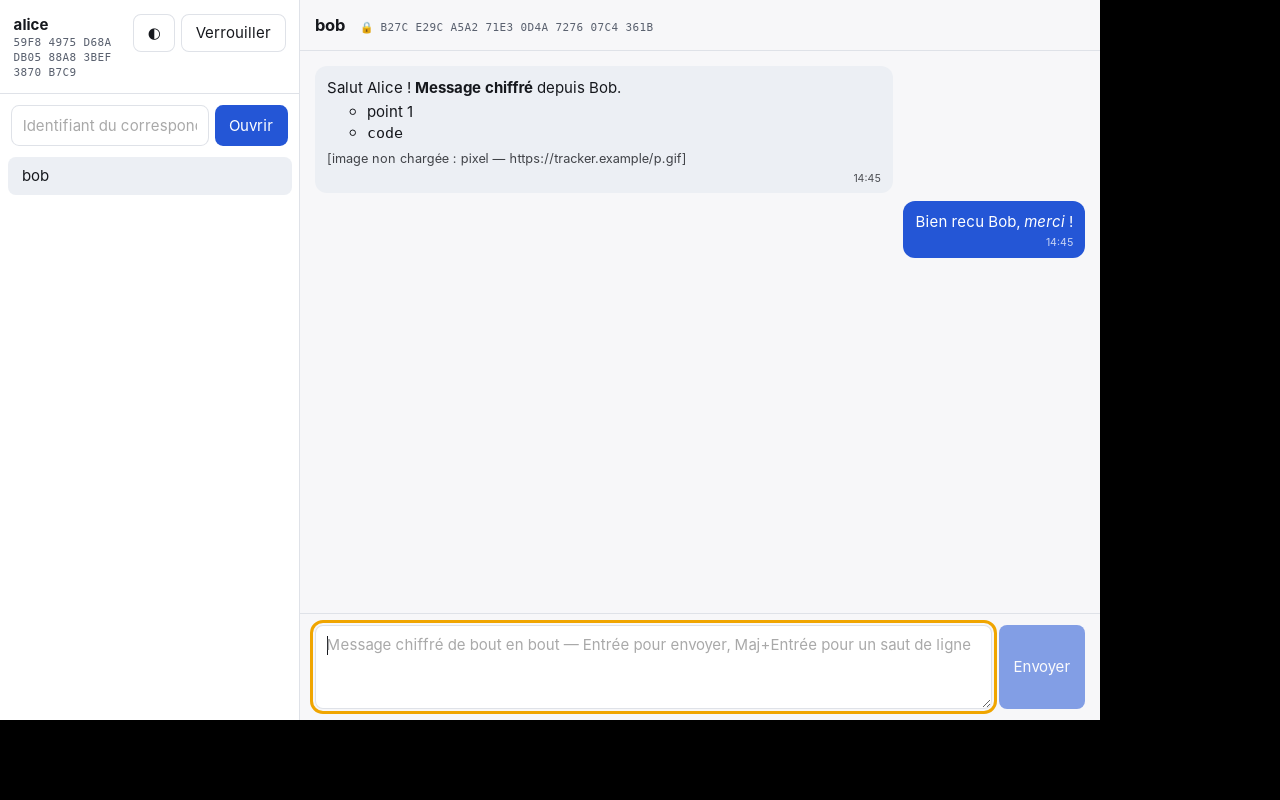 alice
59F8 4975 D68A
DB05 88A8 3BEF
3870 B7C9
Verrouiller
Identifiant du correspon
Ouvrir
bob
bob B27C E29C A5A2 71E3 0D4A 7276 07C4 361B
Salut Alice ! Message chiffré depuis Bob.
point 1
code
[image non chargée : pixel — https://tracker.example/p.gif]
14:45
Bien recu Bob, merci !
14:45
Message chiffré de bout en bout — Entrée pour envoyer, Maj+Entrée pour un saut de ligne
Envoyer